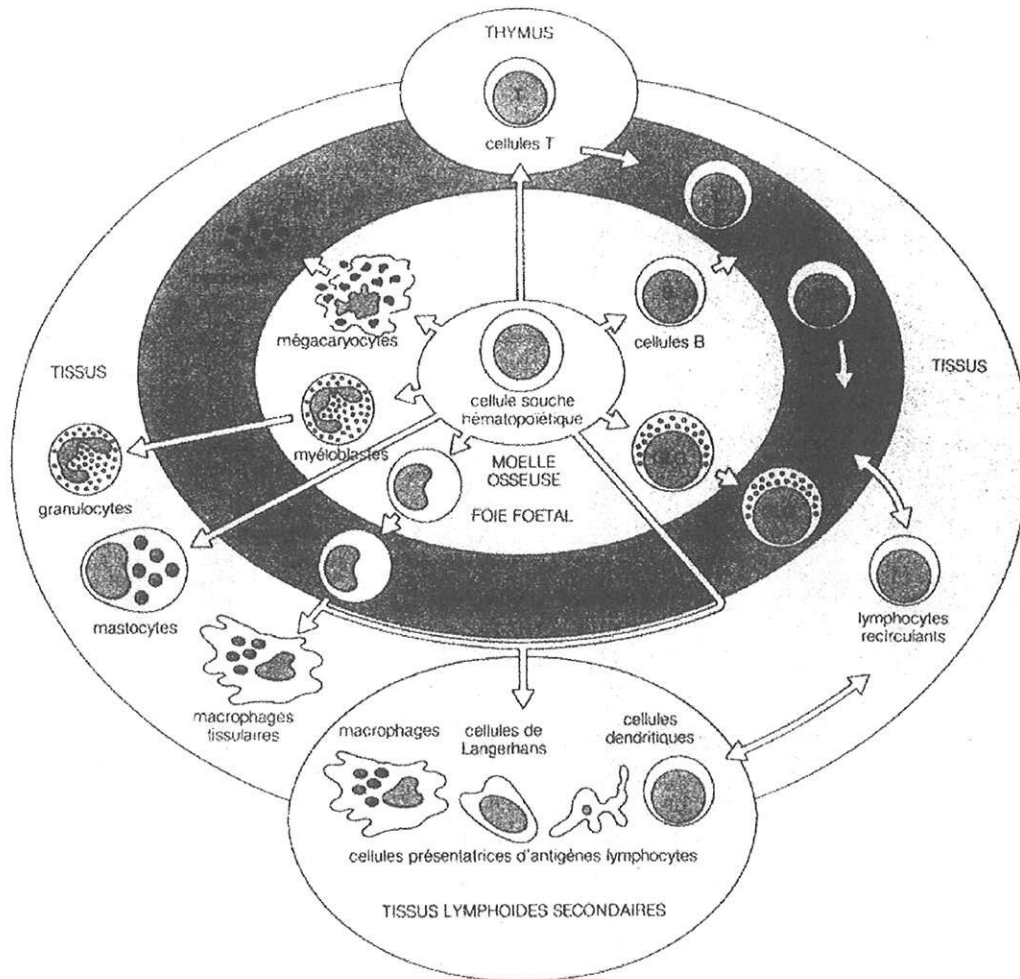 THYMUS
T
cellules T
B
cellules B
mégacaryocytes
TISSUS
TISSUS
cellule souche
hématopoïétique
myéloblastes
MOELLE
OSSEUSE
granulocytes
FOIE FOETAL
mastocytes
lymphocytes
recirculants
macrophages
tissulaires
macrophages
cellules de
Langerhans
cellules
dendritiques
cellules présentatrices d'antigènes lymphocytes
TISSUS LYMPHOIDES SECONDAIRES